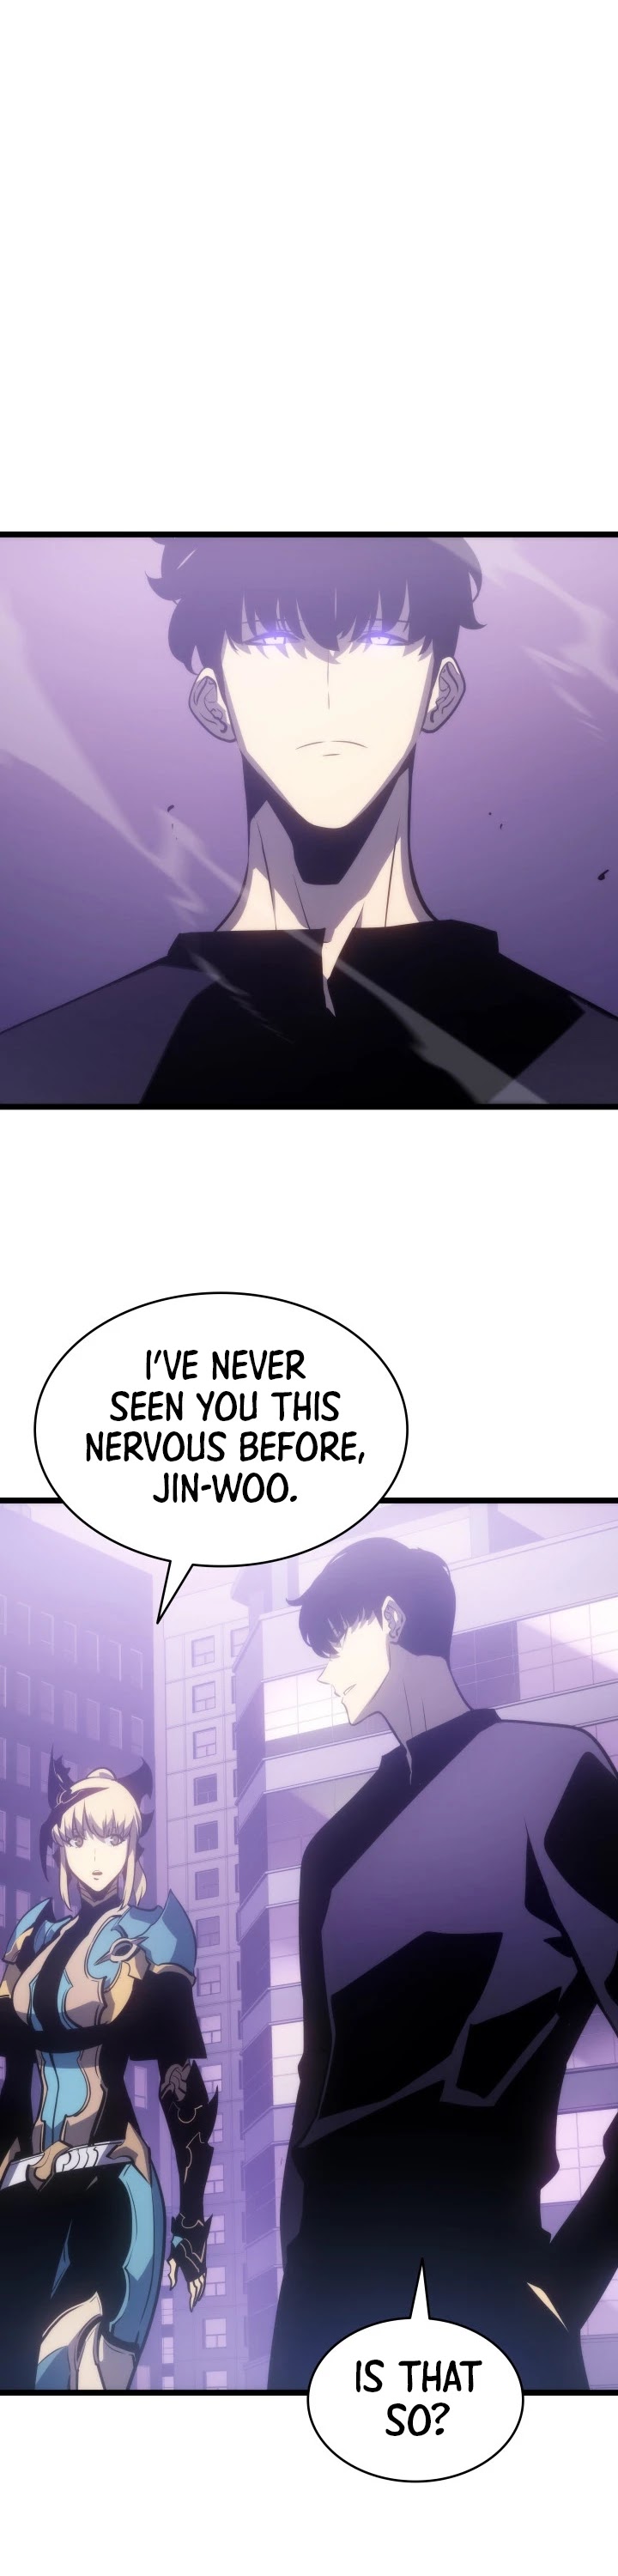 I'VE NEVER
SEEN YOU THIS
NERVOUS BEFORE,
JIN-WOO.
IS THAT
SO?